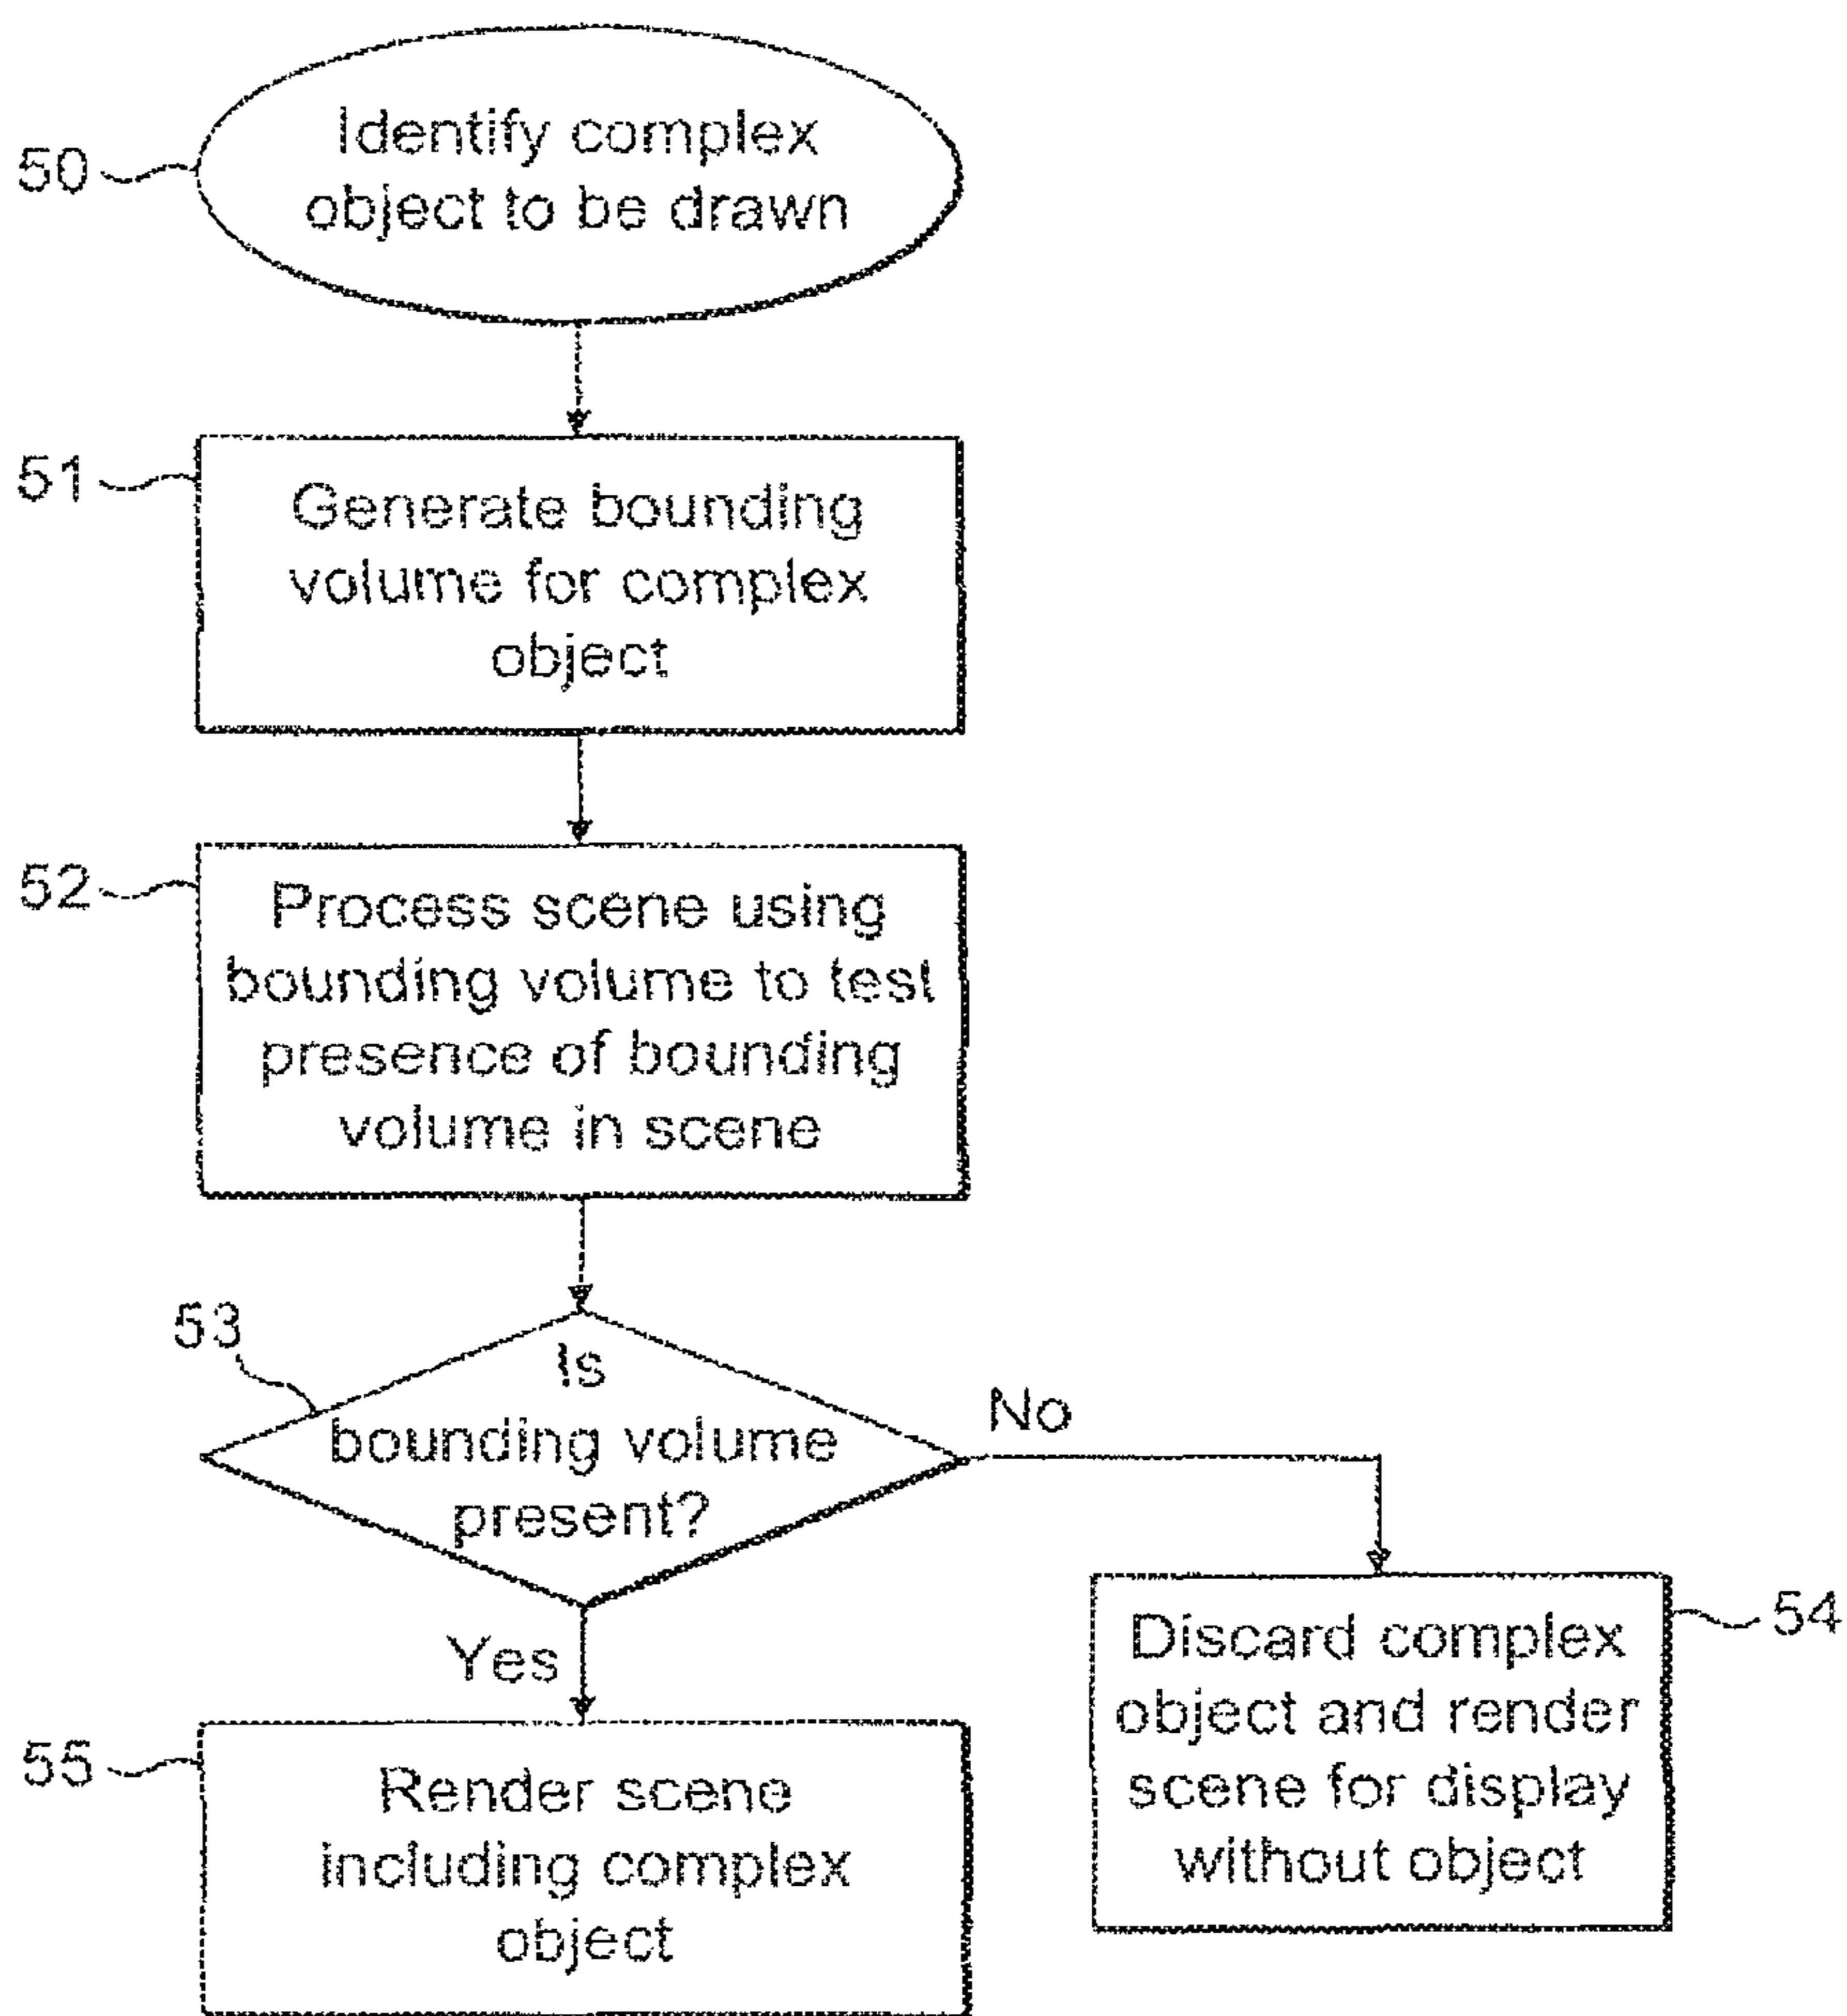 50
Identify complex
object to be drawn
51
Generate bounding
volume for complex
object
52
Process scene using
bounding volume to test
presence of bounding
volume in scene
53
Is
bounding volume
present?
No
Yes
54
Discard complex
object and render
scene for display
without object
55
Render scene
including complex
object